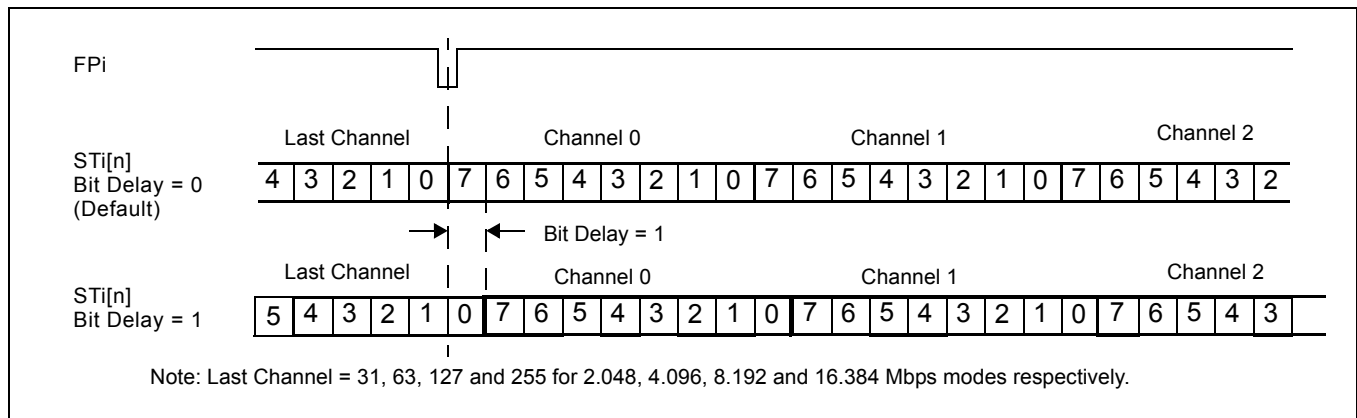 FPi
Last Channel Channel 0 Channel 1 Channel 2
STi[n]
Bit Delay = 0
(Default)
4 3 2 1 0 7 6 5 4 3 2 1 0 7 6 5 4 3 2 1 0 7 6 5 4 3 2
Bit Delay = 1
Last Channel Channel 0 Channel 1 Channel 2
STi[n]
Bit Delay = 1
5 4 3 2 1 0 7 6 5 4 3 2 1 0 7 6 5 4 3 2 1 0 7 6 5 4 3
Note: Last Channel = 31, 63, 127 and 255 for 2.048, 4.096, 8.192 and 16.384 Mbps modes respectively.